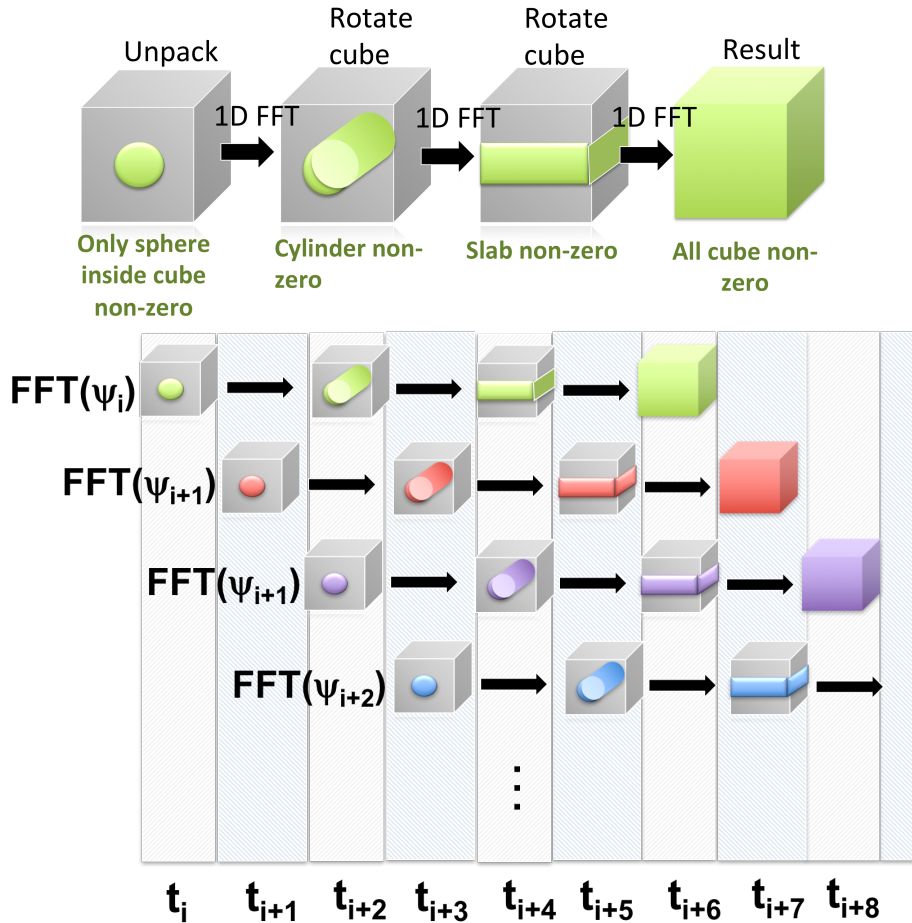 Unpack
Rotate
cube
Rotate
cube
Result
1D FFT
1D FFT
1D FFT
Only sphere
inside cube
non-zero
Cylinder non-
zero
Slab non-zero
All cube non-
zero
FFT(ψi)
FFT(ψi+1)
FFT(ψi+1)
FFT(ψi+2)
⋮
ti
ti+1
ti+2
ti+3
ti+4
ti+5
ti+6
ti+7
ti+8